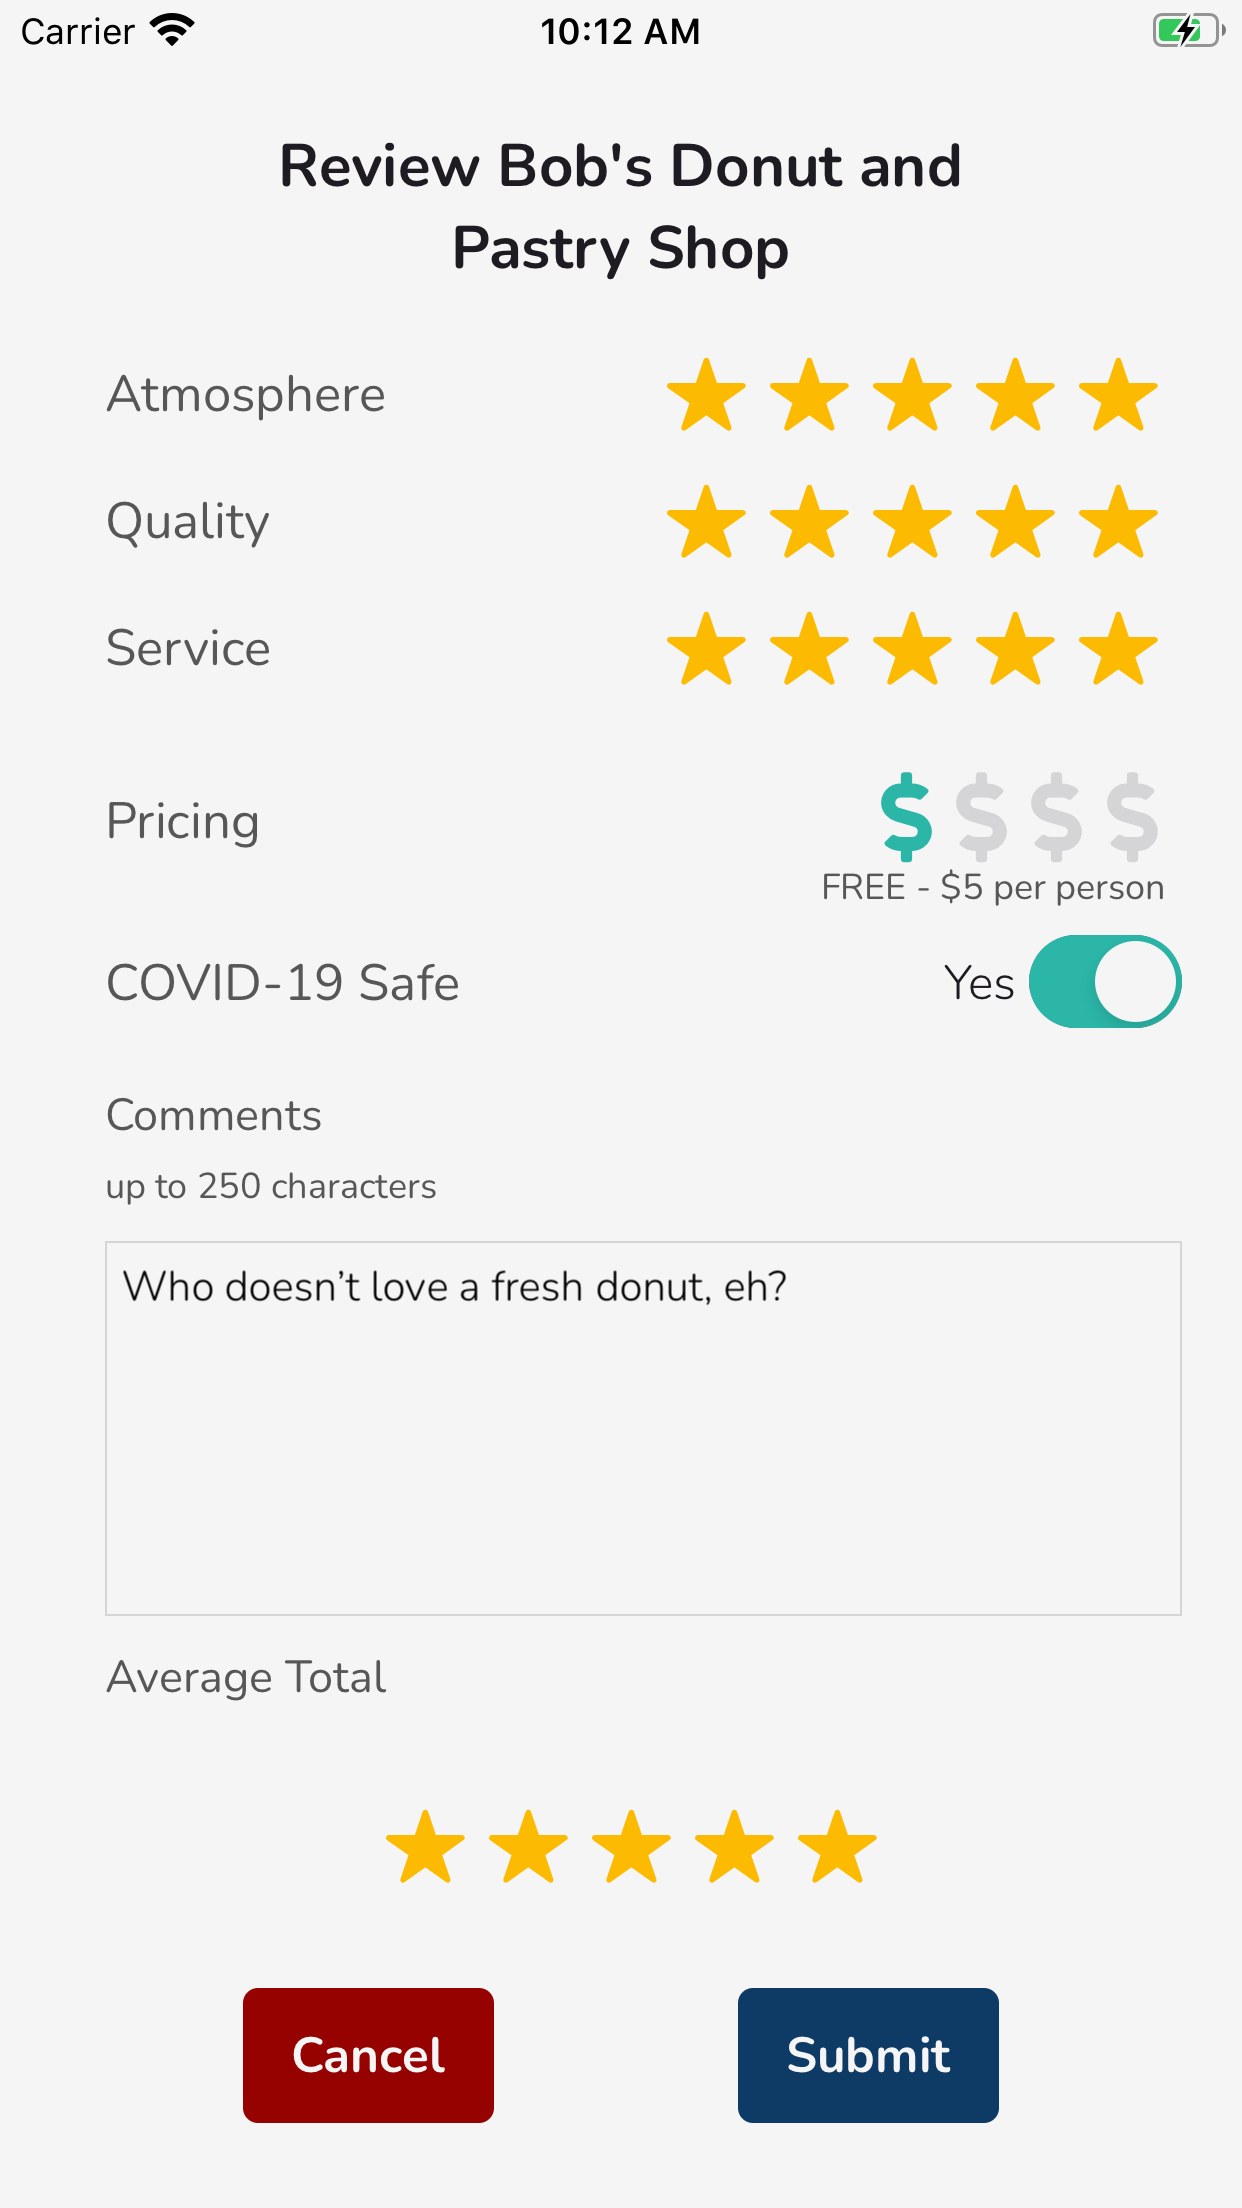 Carrier 10:12 AM
Review Bob's Donut and
Pastry Shop
Atmosphere
Quality
Service
Pricing $ $ $ $
FREE - $5 per person
COVID-19 Safe Yes
Comments
up to 250 characters
Who doesn’t love a fresh donut, eh?
Average Total
Cancel Submit